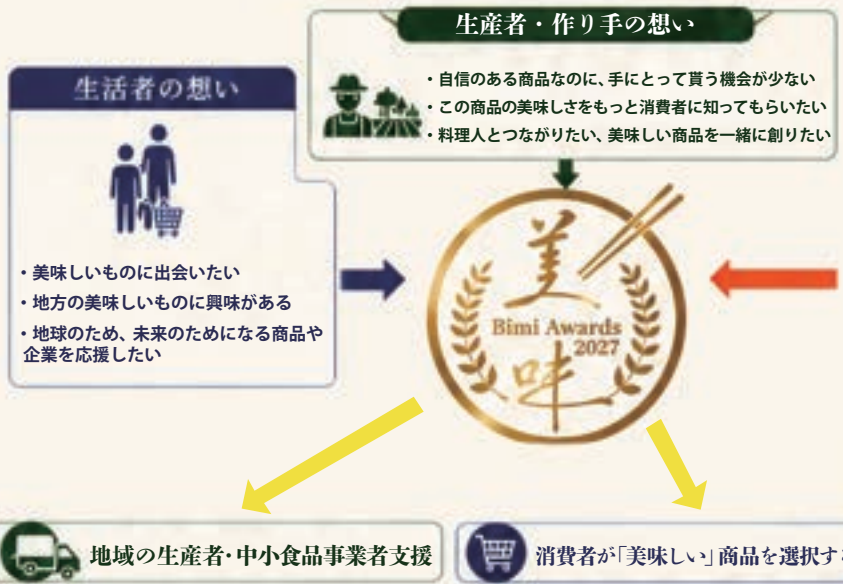 生産者・作り手の想い
・自信のある商品なのに、手にとって貰う機会が少ない
・この商品の美味しさをもっと消費者に知ってもらいたい
・料理人とつながりたい、美味しい商品を一緒に創りたい
生活者の想い
・美味しいものに出会いたい
・地方の美味しいものに興味がある
・地球のため、未来のためになる商品や
企業を応援したい
美
Bimi Awards
2027
味
地域の生産者・中小食品事業者支援
消費者が「美味しい」商品を選択す